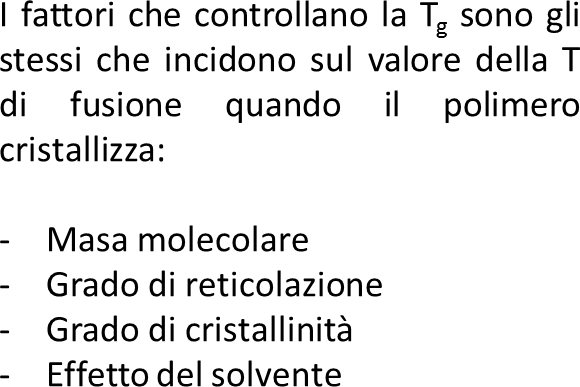 I fattori che controllano la Tg sono gli
stessi che incidono sul valore della T
di fusione quando il polimero
cristallizza:
- Masa molecolare
- Grado di reticolazione
- Grado di cristallinità
- Effetto del solvente